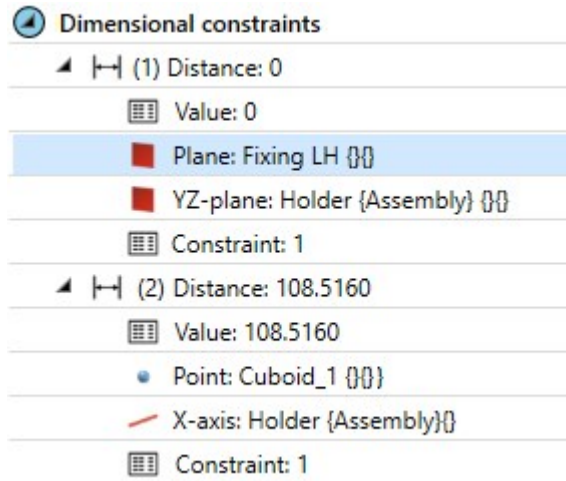 Dimensional constraints
(1) Distance: 0
Value: 0
Plane: Fixing LH {}{}
YZ-plane: Holder {Assembly} {}{}
Constraint: 1
(2) Distance: 108.5160
Value: 108.5160
Point: Cuboid_1 {}{}}
X-axis: Holder {Assembly}{}
Constraint: 1